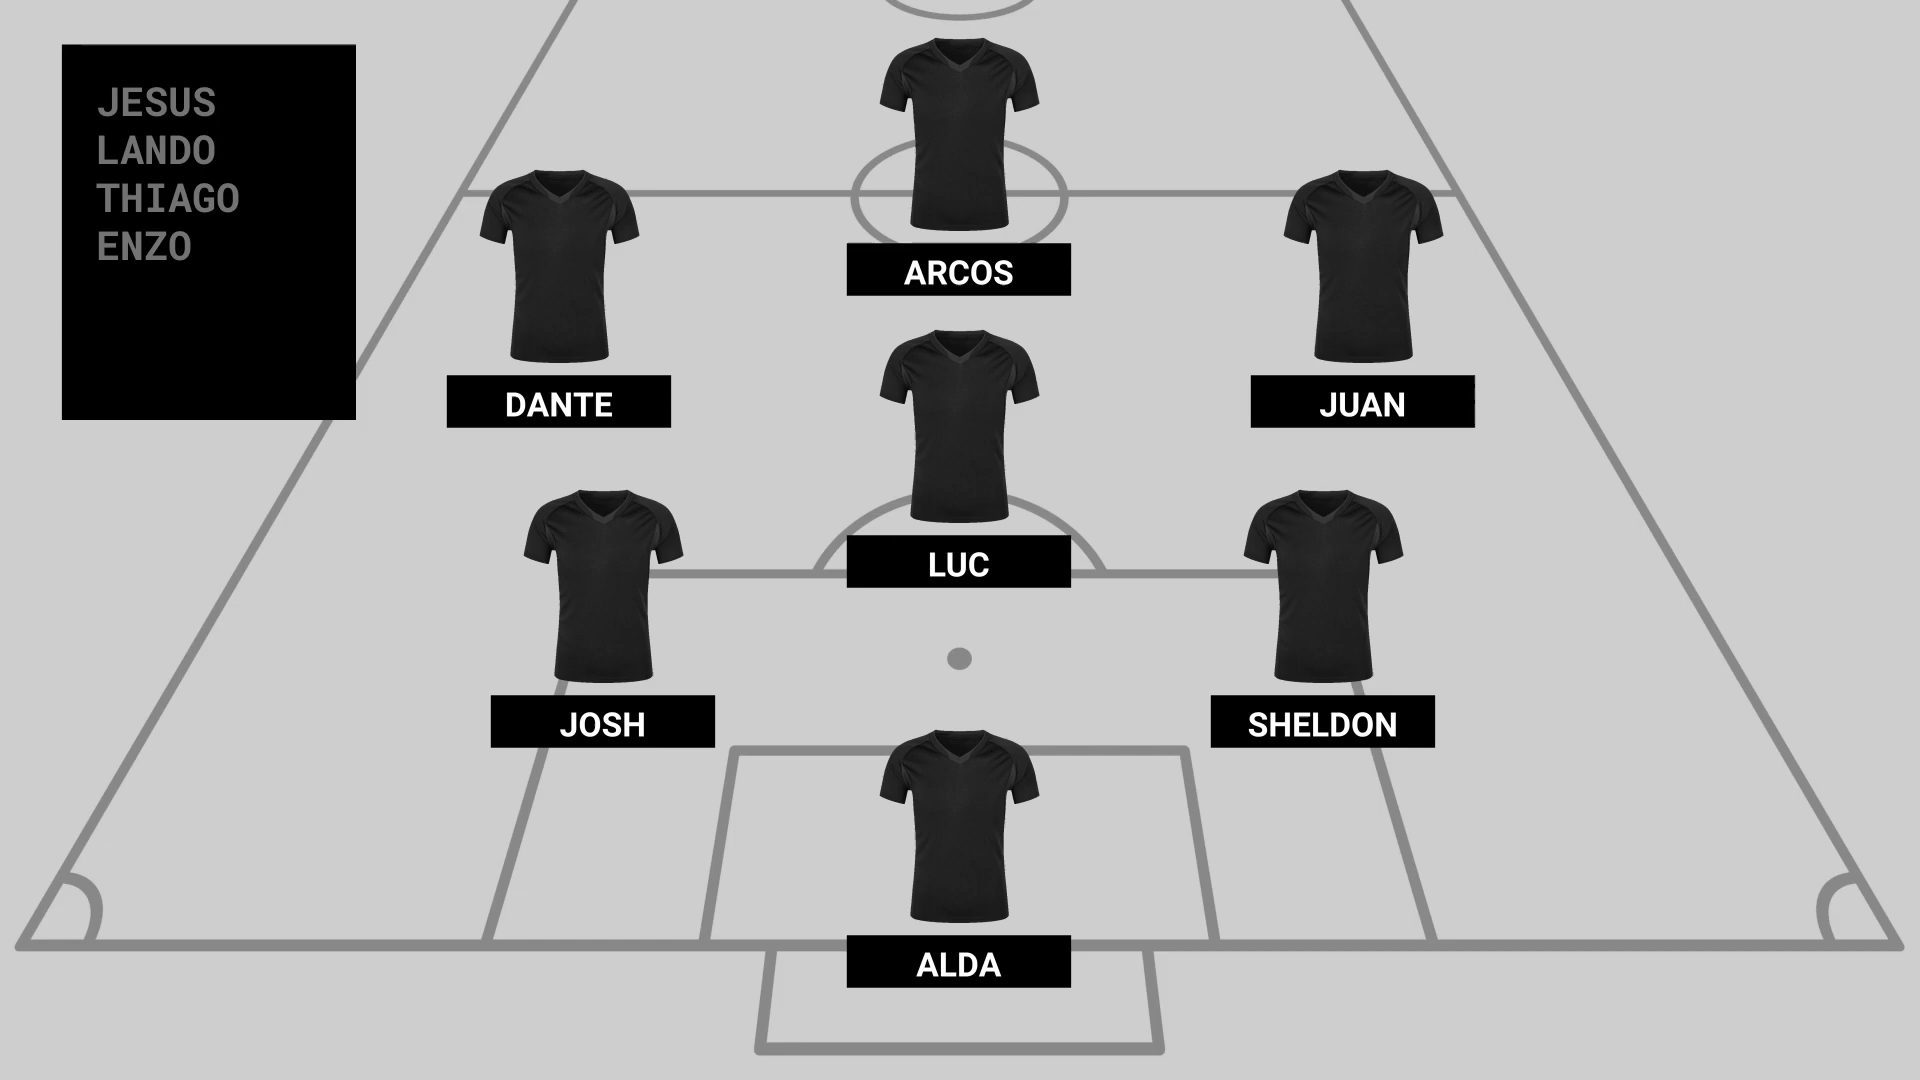 JESUS
LANDO
THIAGO
ENZO
ARCOS
DANTE
JUAN
LUC
JOSH
SHELDON
ALDA